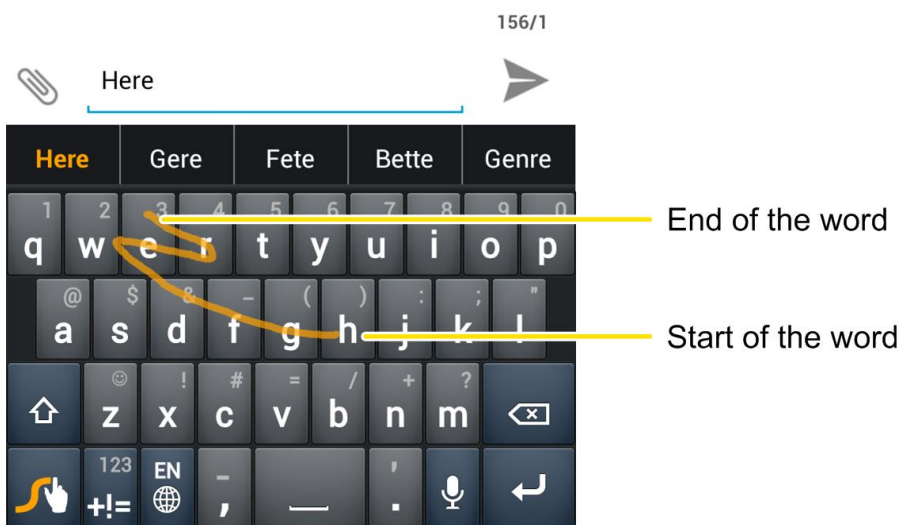 156/1
Here
Here Gere Fete Bette Genre
1 2 3 4 5 6 7 8 9 0
q w e r t y u i o p
End of the word
@ $ & _ ( ) : ; "
a s d f g h j k l
Start of the word
☺ ! # = / + ?
z x c v b n m
123 EN _ '
+!= , .